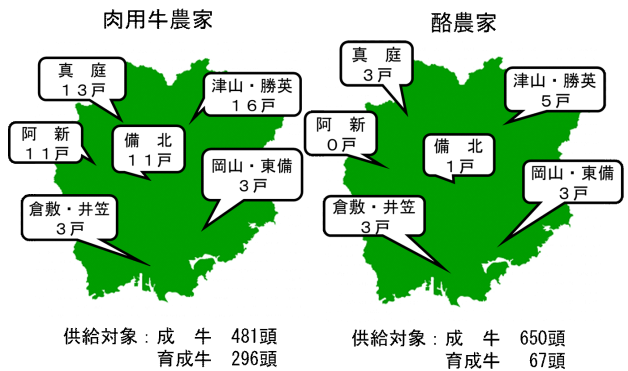 肉用牛農家
真　庭
１３戸
津山・勝英
１６戸
阿　新
１１戸
備　北
１１戸
岡山・東備
３戸
倉敷・井笠
３戸
供給対象：成　牛　481頭
育成牛　296頭
酪農家
真　庭
３戸
津山・勝英
５戸
阿　新
０戸
備　北
１戸
岡山・東備
３戸
倉敷・井笠
３戸
供給対象：成　牛　650頭
育成牛　67頭